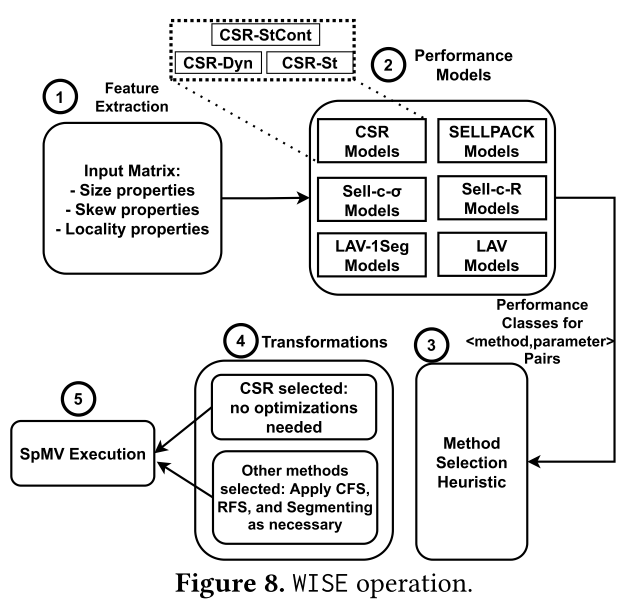 CSR-StCont
CSR-Dyn
CSR-St
1
Feature
Extraction
2
Performance
Models
Input Matrix:
- Size properties
- Skew properties
- Locality properties
CSR
Models
SELLPACK
Models
Sell-c-σ
Models
Sell-c-R
Models
LAV-1Seg
Models
LAV
Models
Performance
Classes for
<method,parameter>
Pairs
3
Method
Selection
Heuristic
4
Transformations
CSR selected:
no optimizations
needed
Other methods
selected: Apply CFS,
RFS, and Segmenting
as necessary
5
SpMV Execution
Figure 8. WISE operation.